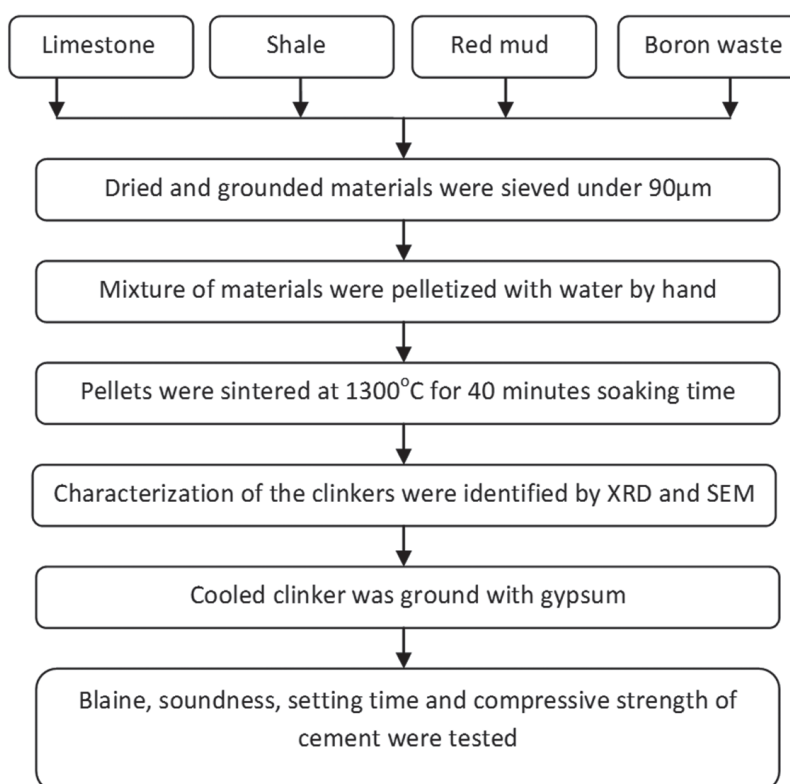 Limestone
Shale
Red mud
Boron waste
Dried and grounded materials were sieved under 90µm
Mixture of materials were pelletized with water by hand
Pellets were sintered at 1300°C for 40 minutes soaking time
Characterization of the clinkers were identified by XRD and SEM
Cooled clinker was ground with gypsum
Blaine, soundness, setting time and compressive strength of
cement were tested